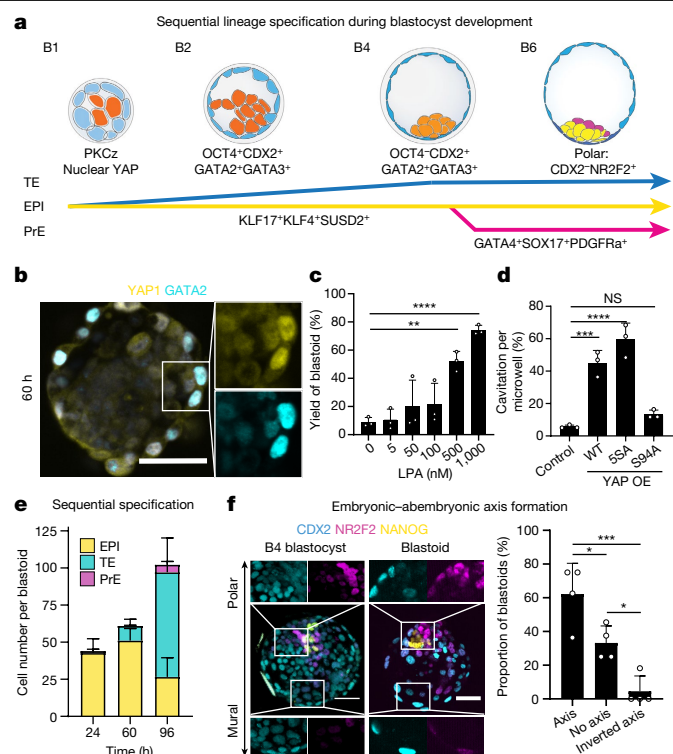 a
Sequential lineage specification during blastocyst development
B1
B2
B4
B6
PKCz
Nuclear YAP
OCT4⁺CDX2⁺
GATA2⁺GATA3⁺
OCT4⁻CDX2⁺
GATA2⁺GATA3⁺
Polar:
CDX2⁻NR2F2⁺
TE
EPI
KLF17⁺KLF4⁺SUSD2⁺
PrE
GATA4⁺SOX17⁺PDGFRa⁺
b
YAP1 GATA2
60 h
c
Yield of blastoid (%)
100
80
60
40
20
0
****
**
0
5
50
100
500
1,000
LPA (nM)
d
Cavitation per
microwell (%)
80
60
40
20
0
NS
****
***
Control
WT
5SA
S94A
YAP OE
e
Sequential specification
Cell number per blastoid
125
100
75
50
25
0
EPI
TE
PrE
24
60
96
Time (h)
f
Embryonic–abembryonic axis formation
CDX2 NR2F2 NANOG
B4 blastocyst
Blastoid
Polar
Mural
Proportion of blastoids (%)
100
80
60
40
20
0
***
*
*
Axis
No axis
Inverted axis